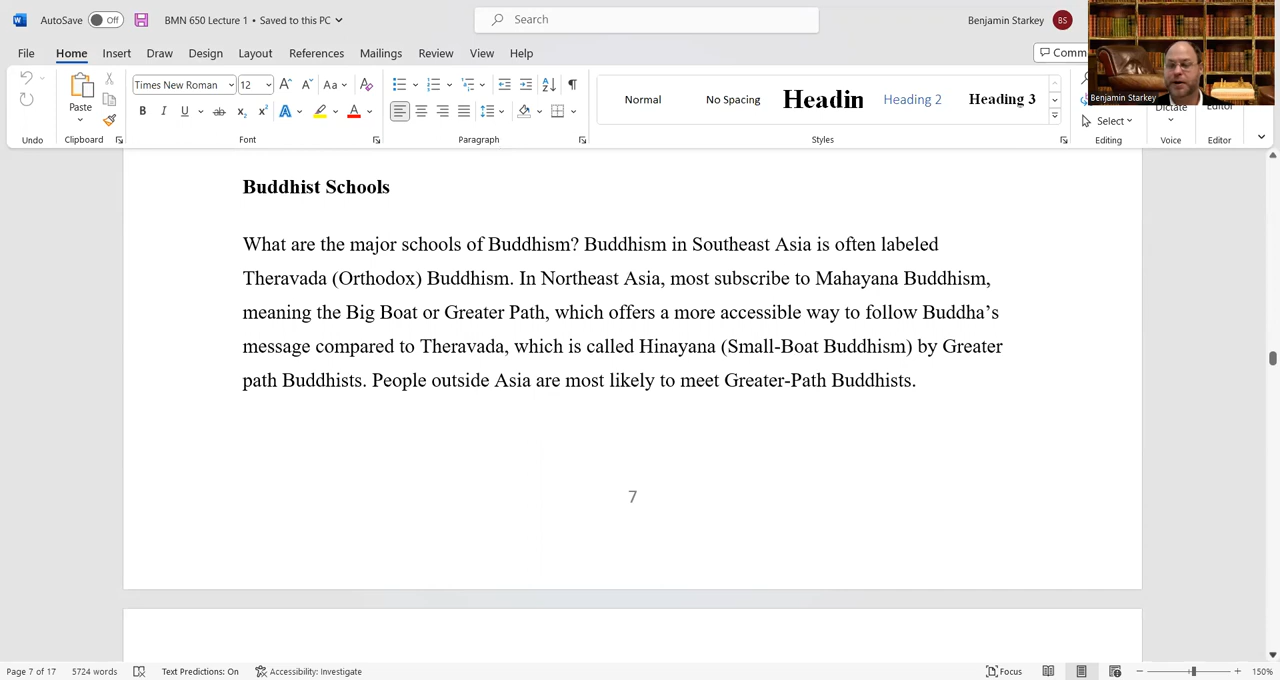 AutoSave Off BMN 650 Lecture 1 • Saved to this PC Search Benjamin Starkey BS
File Home Insert Draw Design Layout References Mailings Review View Help Comm
Paste Times New Roman 12 Aa Normal No Spacing Headin Heading 2 Heading 3 Benjamin Starkey
Dictate Editor
Select
Undo Clipboard Font Paragraph Styles Editing Voice Editor
Buddhist Schools
What are the major schools of Buddhism? Buddhism in Southeast Asia is often labeled
Theravada (Orthodox) Buddhism. In Northeast Asia, most subscribe to Mahayana Buddhism,
meaning the Big Boat or Greater Path, which offers a more accessible way to follow Buddha’s
message compared to Theravada, which is called Hinayana (Small-Boat Buddhism) by Greater
path Buddhists. People outside Asia are most likely to meet Greater-Path Buddhists.
7
Page 7 of 17 5724 words Text Predictions: On Accessibility: Investigate Focus 150%